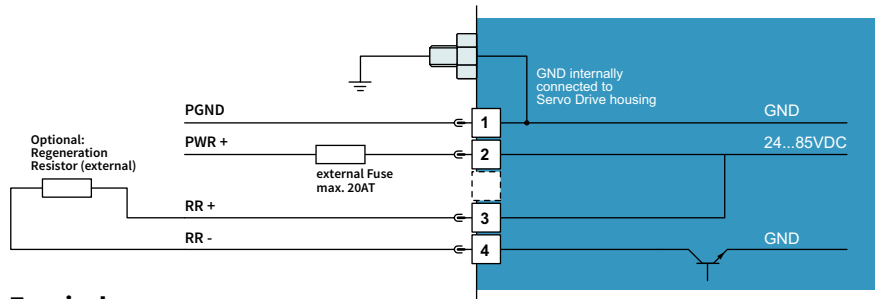 GND internally
connected to
Servo Drive housing
PGND
1
GND
PWR +
2
24...85VDC
Optional:
Regeneration
Resistor (external)
external Fuse
max. 20AT
RR +
3
RR -
4
GND